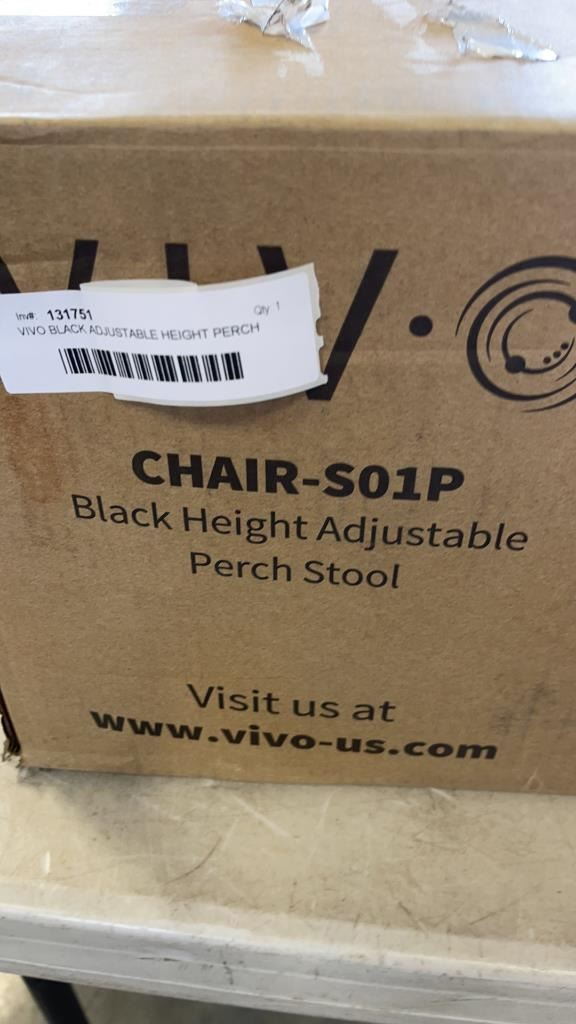 VIV
Inv#: 131751 Qty 1
VIVO BLACK ADJUSTABLE HEIGHT PERCH
CHAIR-S01P
Black Height Adjustable
Perch Stool
Visit us at
www.vivo-us.com